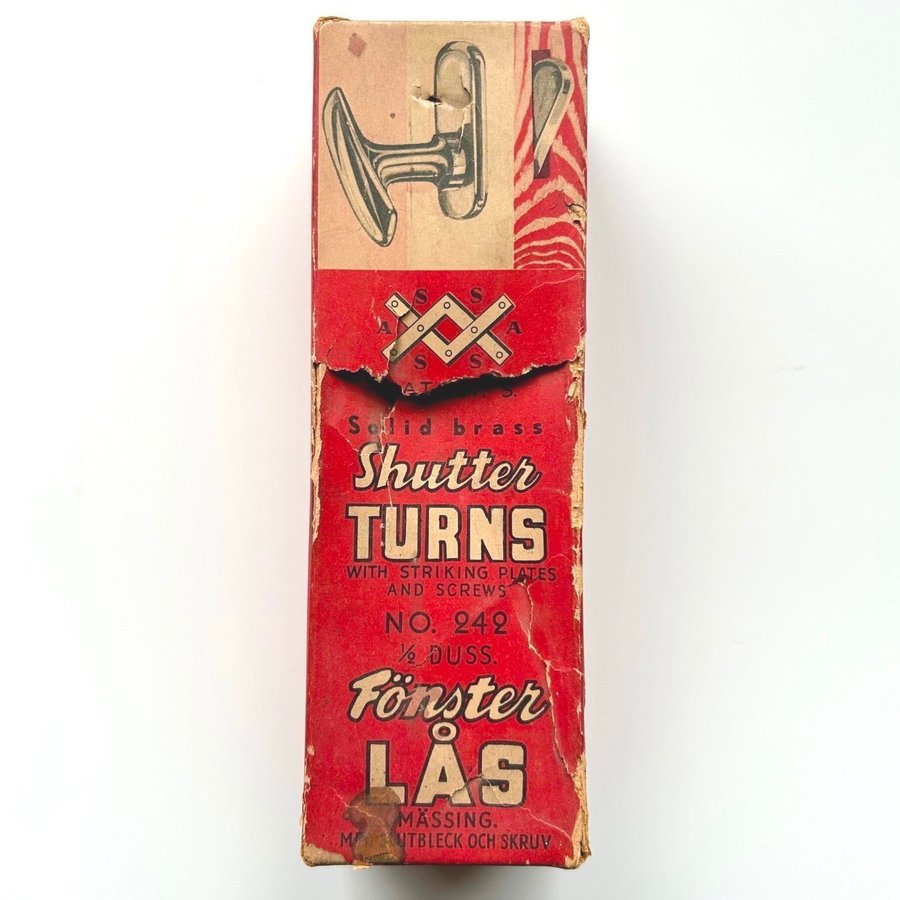 S S
A A
S S
Solid brass
Shutter
TURNS
WITH STRIKING PLATES
AND SCREWS
NO. 242
½ DUSS.
Fönster
LÅS
MÄSSING.
OCH SKRUV